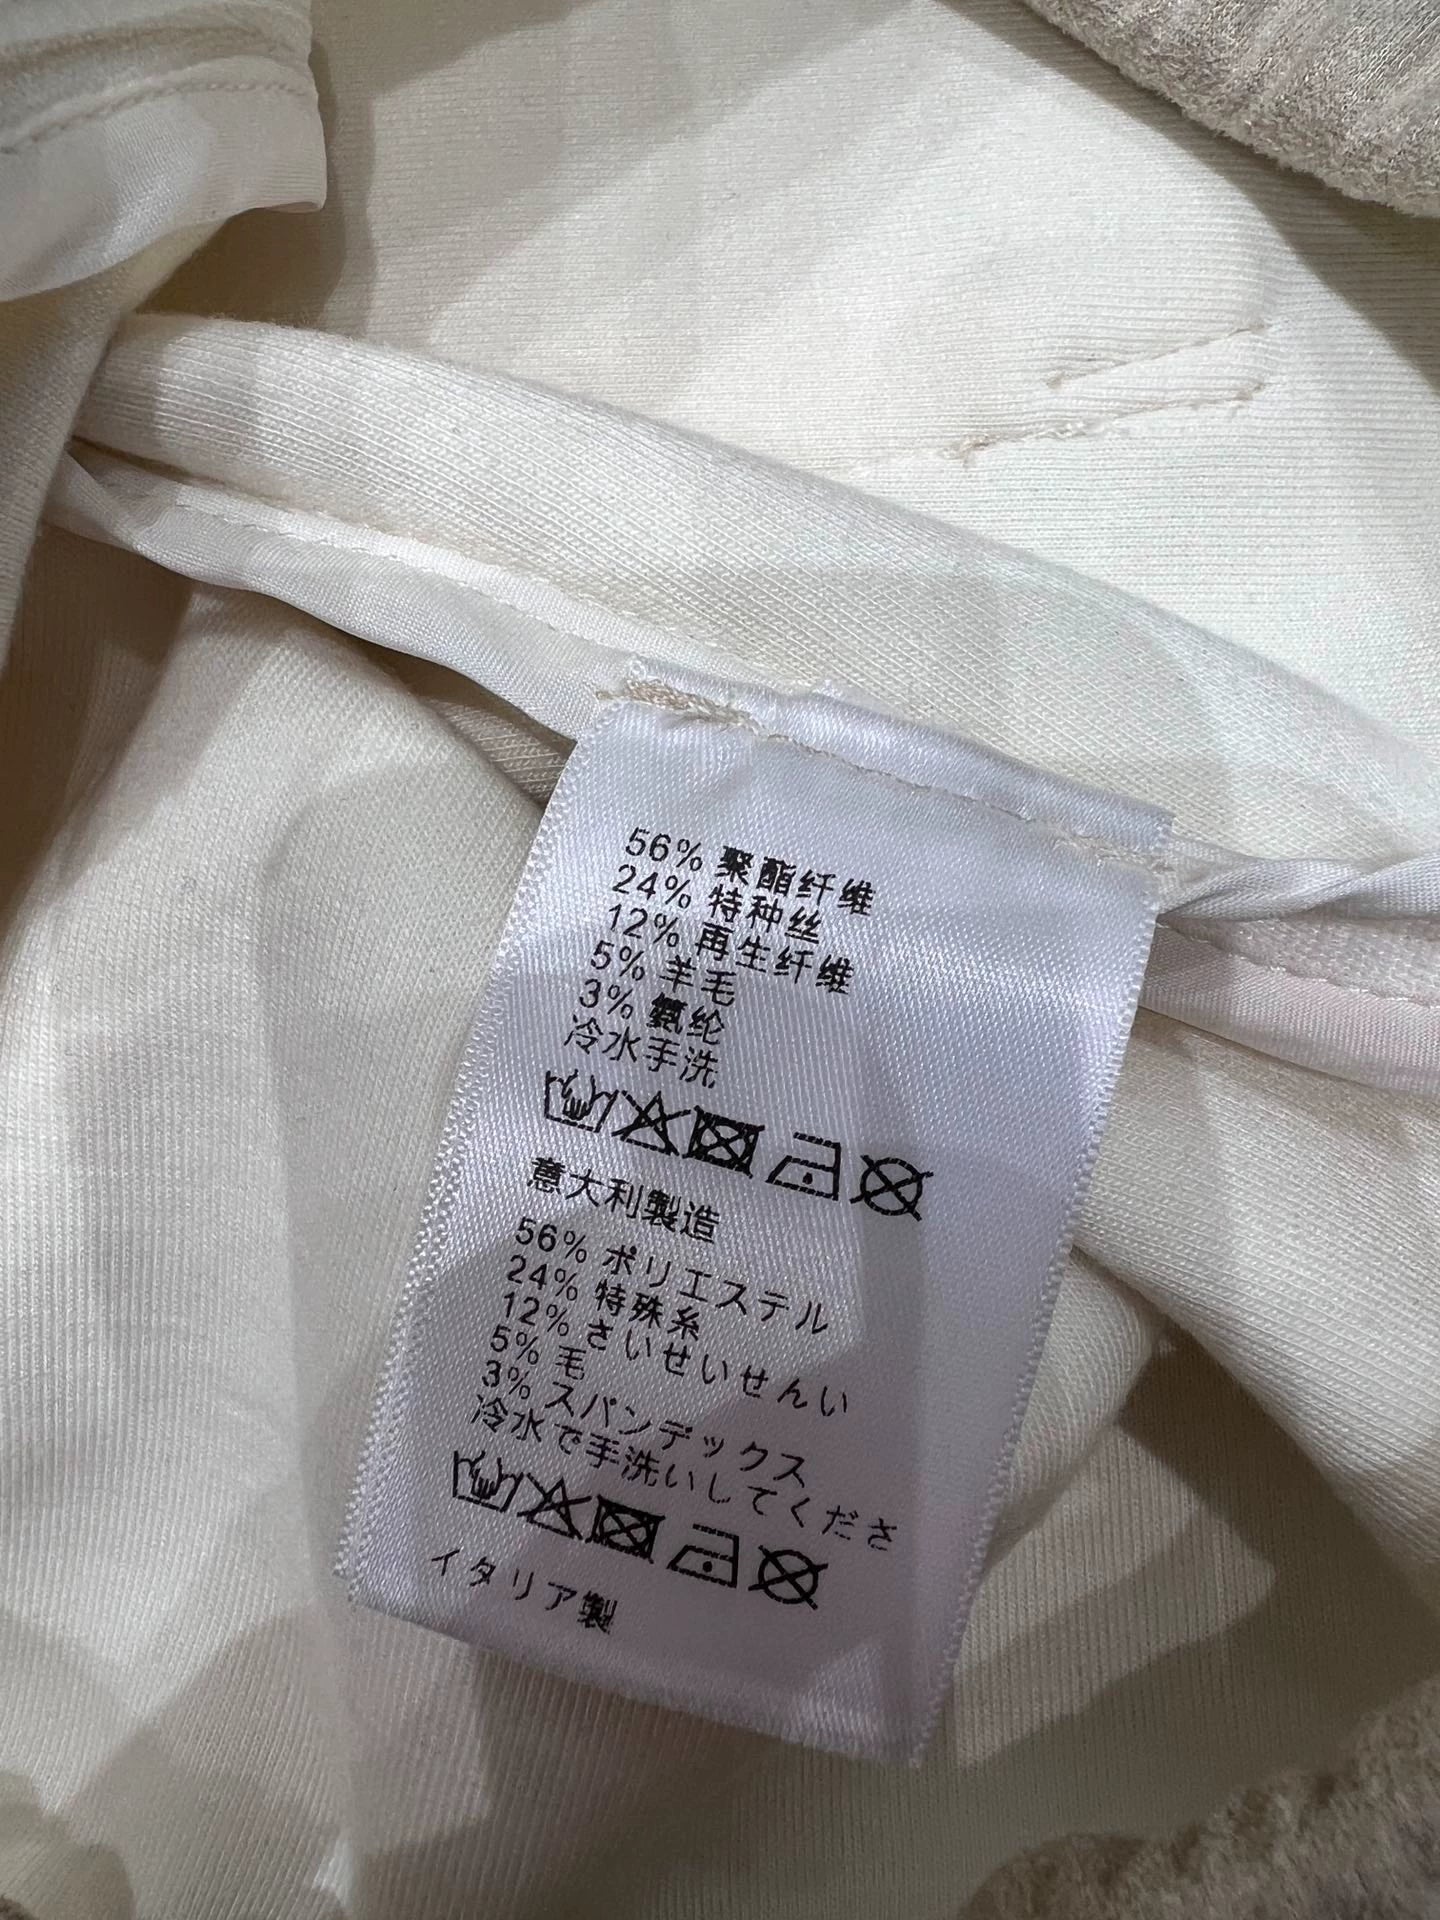 56% 聚酯纤维
24% 特种丝
12% 再生纤维
5% 羊毛
3% 氨纶
冷水手洗
意大利製造
56% ポリエステル
24% 特殊糸
12% さいせいせんい
5% 毛
3% スパンデックス
冷水で手洗いしてくださ
イタリア製